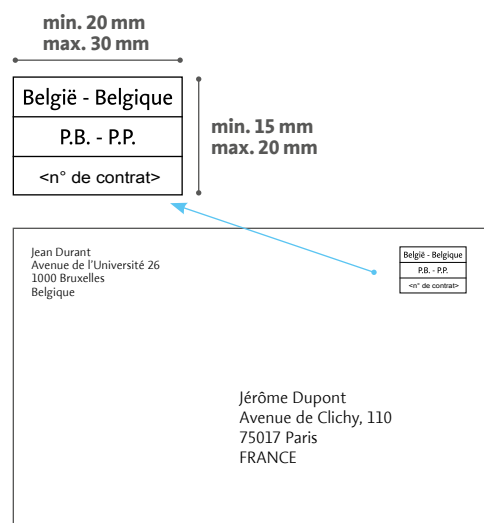 min. 20 mm
max. 30 mm
België - Belgique
P.B. - P.P.
<n° de contrat>
min. 15 mm
max. 20 mm
Jean Durant
Avenue de l'Université 26
1000 Bruxelles
Belgique
België - Belgique
P.B. - P.P.
<n° de contrat>
Jérôme Dupont
Avenue de Clichy, 110
75017 Paris
FRANCE